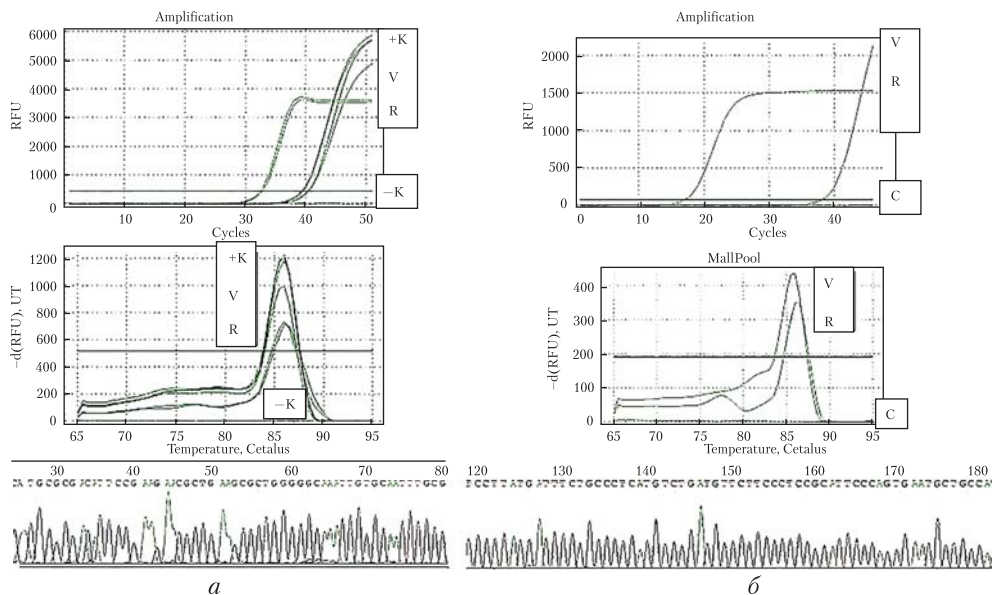 Amplification
6000
5000
4000
3000
2000
1000
0
RFU
10
20
30
40
50
Cycles
+K
V
R
−K
Amplification
2000
1500
1000
500
0
RFU
0
10
20
30
40
Cycles
V
R
C
1200
1000
800
600
400
200
0
−d(RFU), UT
65
70
75
80
85
90
95
Temperature, Cetalus
+K
V
R
−K
MallPool
400
300
200
100
0
−d(RFU), UT
65
70
75
80
85
90
95
Temperature, Cetalus
V
R
C
30 40 50 60 70 80
120 130 140 150 160 170 180
TCCTTATGATTTCTGCCCTCATGTCTGATGTTCTTCCCTCCGCATTCCCAGTGAATGCTGCCA
а
б